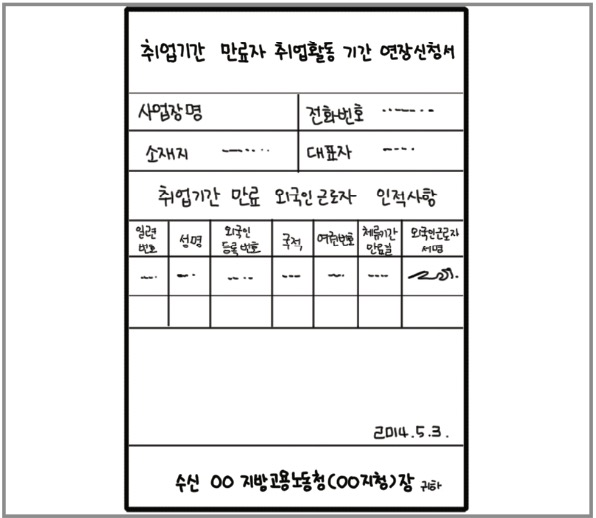 취업기간 만료자 취업활동 기간 연장신청서
사업장명 전화번호
소재지 대표자
취업기간 만료 외국인 근로자 인적사항
일련번호 성명 외국인등록번호 국적 여권번호 체류기간만료일 외국인근로자서명
2014.5.3.
수신 OO 지방고용노동청(OO지청)장 귀하